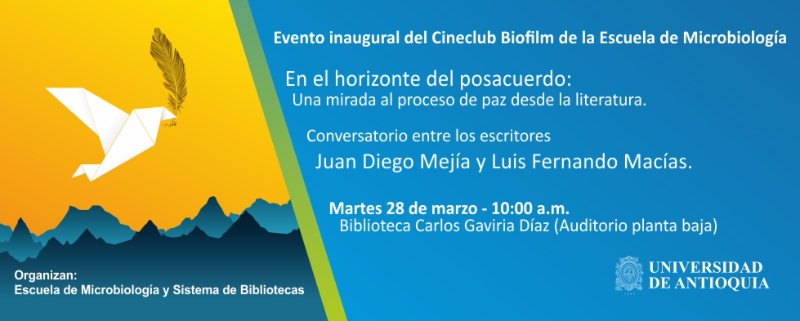 Evento inaugural del Cineclub Biofilm de la Escuela de Microbiología
En el horizonte del posacuerdo:
Una mirada al proceso de paz desde la literatura.
Conversatorio entre los escritores
Juan Diego Mejía y Luis Fernando Macías.
Martes 28 de marzo - 10:00 a.m.
Biblioteca Carlos Gaviria Díaz (Auditorio planta baja)
Organizan:
Escuela de Microbiología y Sistema de Bibliotecas
UNIVERSIDAD
DE ANTIOQUIA